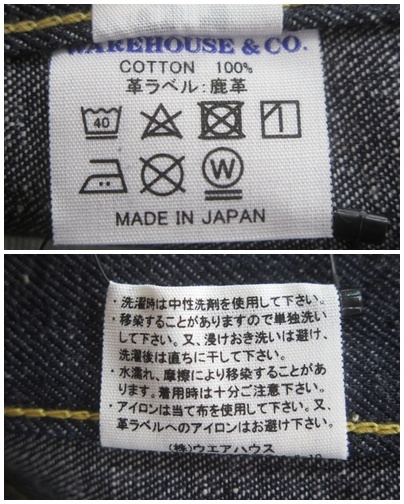 WAREHOUSE & CO.
COTTON 100%
革ラベル:鹿革
40
W
MADE IN JAPAN
・洗濯時は中性洗剤を使用して下さい。
・移染することがありますので単独洗い
して下さい。又、浸けおき洗いは避け、
洗濯後は直ちに干して下さい。
・水濡れ、摩擦により移染することがあ
ります。着用時は十分ご注意下さい。
・アイロンは当て布を使用して下さい。又、
革ラベルへのアイロンはお避け下さい。
(株)ウエアハウス